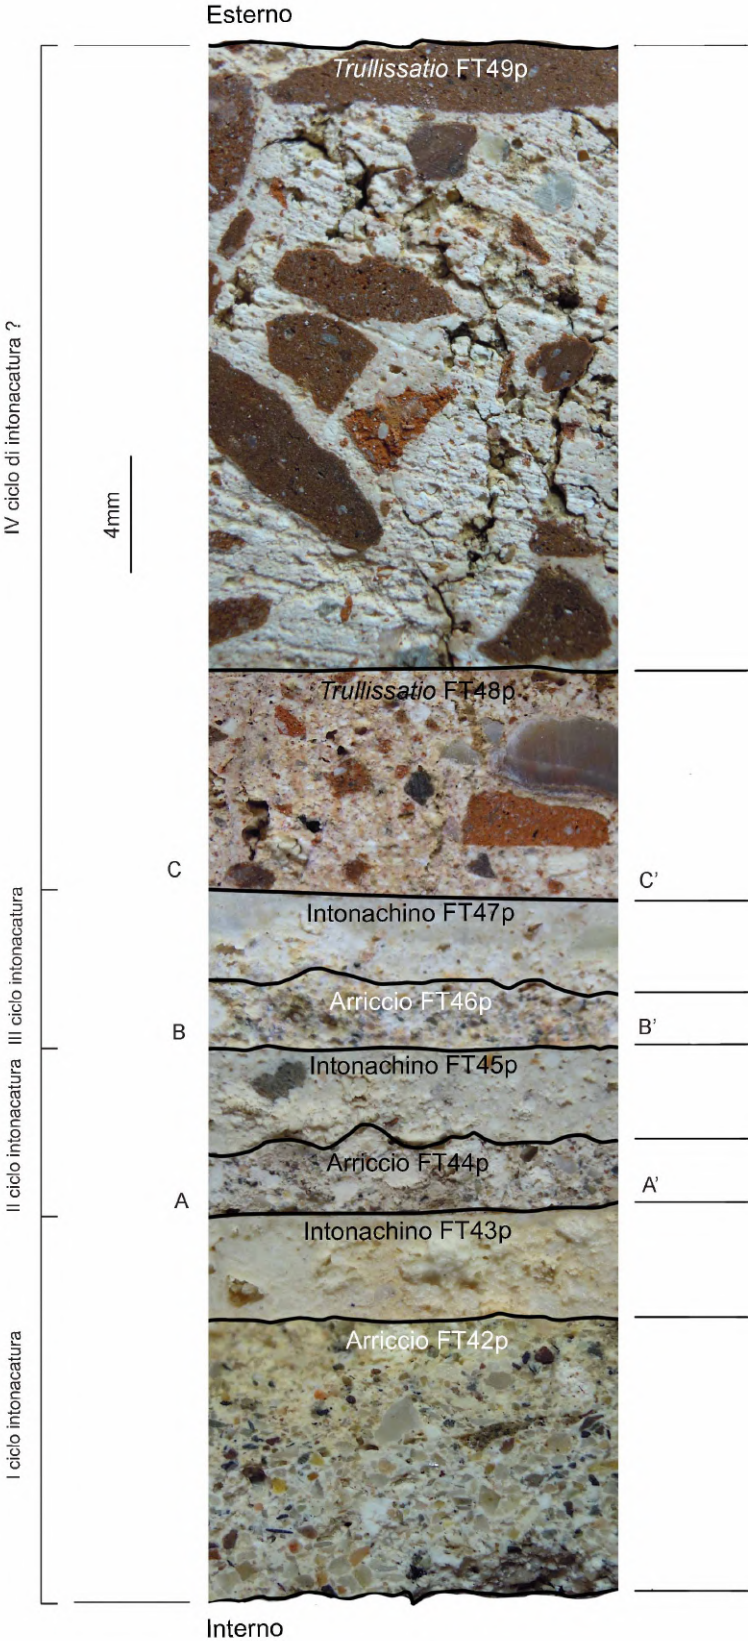 Esterno
Trullissatio FT49p
IV ciclo di intonacatura ?
4mm
Trullissatio FT48p
C
C'
Intonachino FT47p
III ciclo intonacatura
Arriccio FT46p
B
B'
Intonachino FT45p
II ciclo intonacatura
Arriccio FT44p
A
A'
Intonachino FT43p
I ciclo intonacatura
Arriccio FT42p
Interno